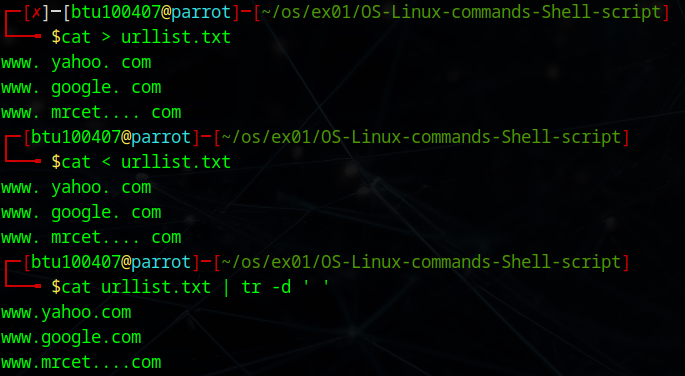 ┌─[✗]─[btu100407@parrot]─[~/os/ex01/OS-Linux-commands-Shell-script]
└──╼ $cat > urllist.txt
www. yahoo. com
www. google. com
www. mrcet.... com
┌─[btu100407@parrot]─[~/os/ex01/OS-Linux-commands-Shell-script]
└──╼ $cat < urllist.txt
www. yahoo. com
www. google. com
www. mrcet.... com
┌─[btu100407@parrot]─[~/os/ex01/OS-Linux-commands-Shell-script]
└──╼ $cat urllist.txt | tr -d ' '
www.yahoo.com
www.google.com
www.mrcet....com